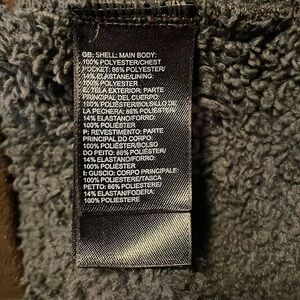 GB: SHELL: MAIN BODY:
100% POLYESTER/CHEST
POCKET: 86% POLYESTER/
14% ELASTANE/LINING:
100% POLYESTER
E: TELA EXTERIOR: PARTE
PRINCIPAL DEL CUERPO:
100% POLIÉSTER/BOLSILLO DE
LA PECHERA: 86% POLIÉSTER/
14% ELASTANO/FORRO:
100% POLIÉSTER
P: REVESTIMENTO: PARTE
PRINCIPAL DO CORPO:
100% POLIÉSTER/BOLSO
DO PEITO: 86% POLIÉSTER/
14% ELASTANO/FORRO:
100% POLIÉSTER
I: GUSCIO: CORPO PRINCIPALE:
100% POLIESTERE/TASCA
PETTO: 86% POLIESTERE/
14% ELASTAN/FODERA:
100% POLIESTERE